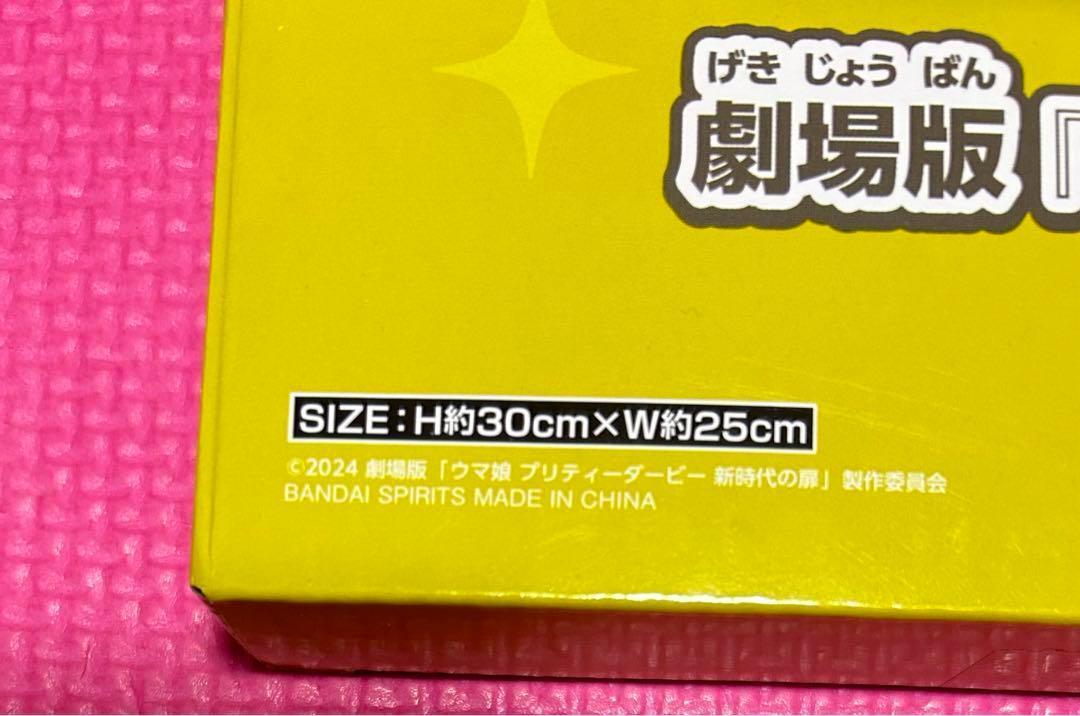 げきじょうばん
劇場版『
SIZE：H約30cm×W約25cm
©2024 劇場版「ウマ娘 プリティーダービー 新時代の扉」製作委員会
BANDAI SPIRITS MADE IN CHINA